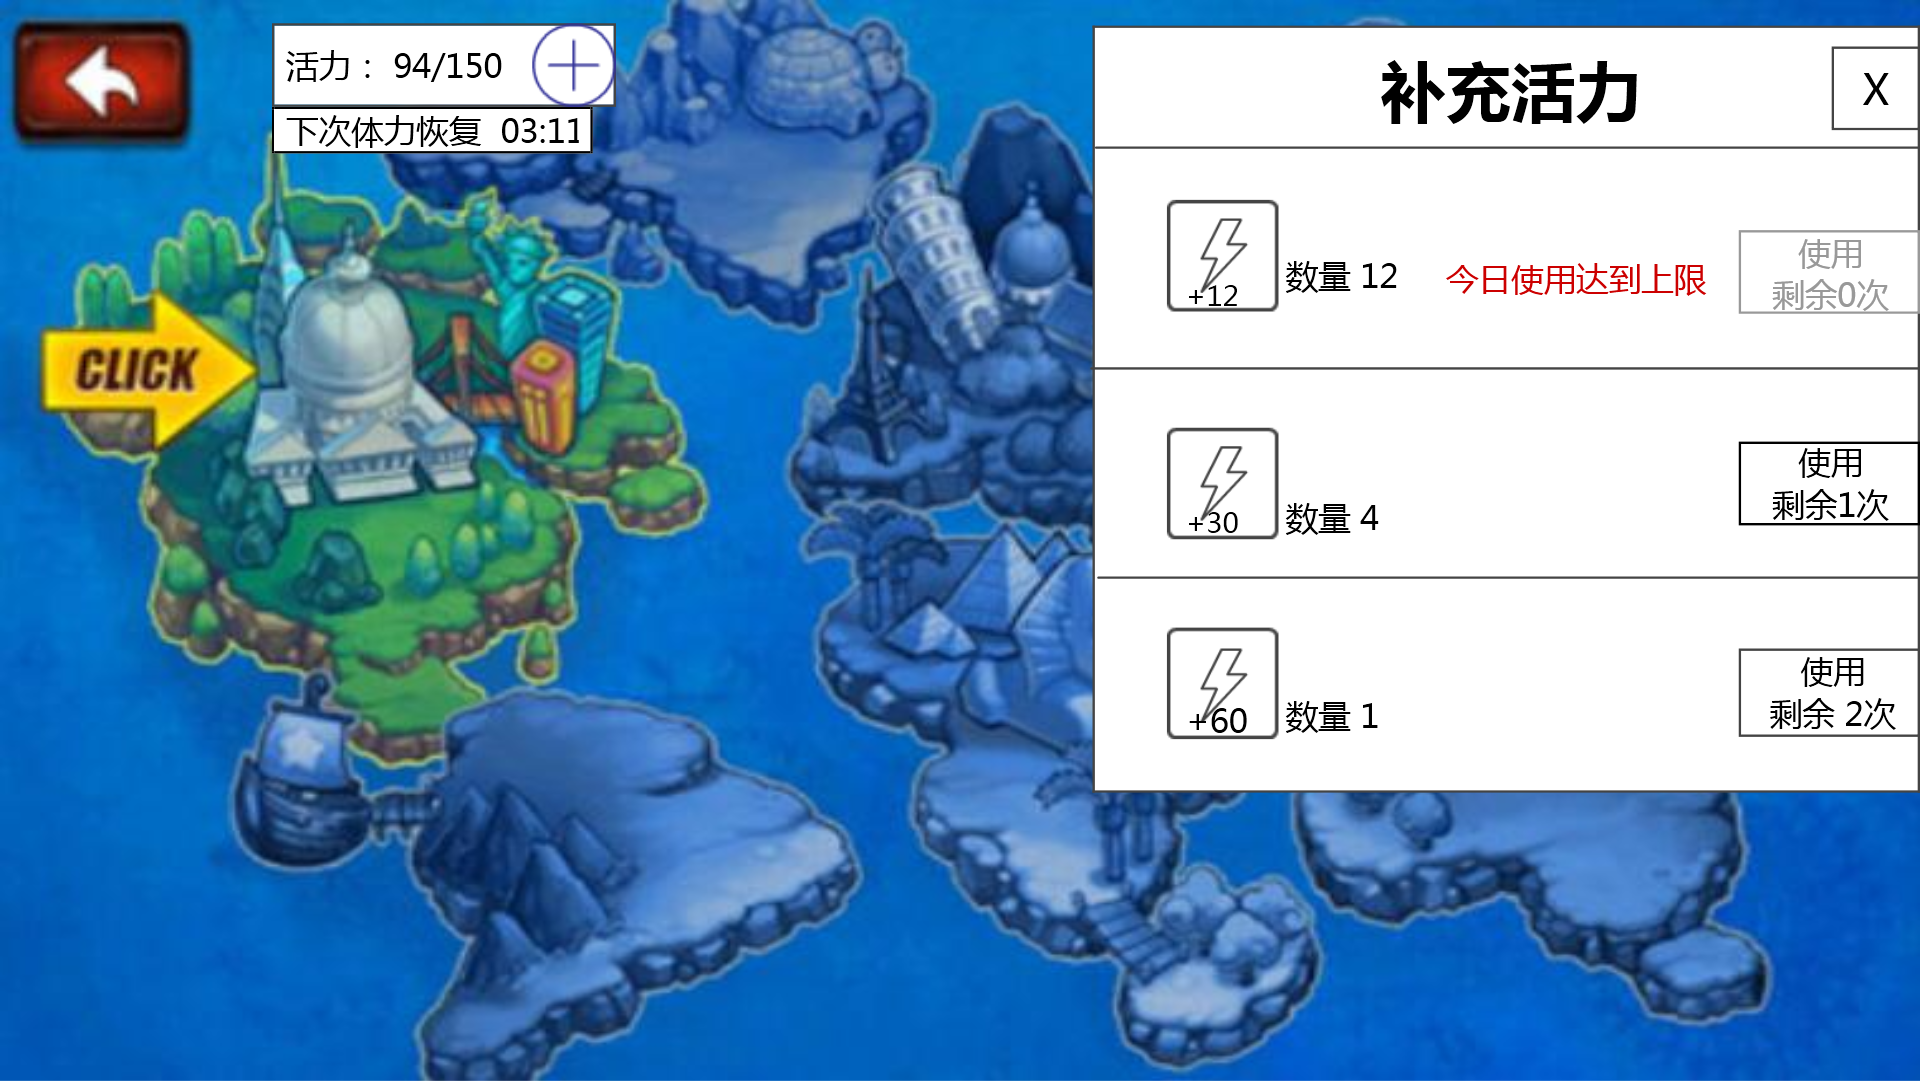 活力： 94/150
下次体力恢复 03:11
CLICK
补充活力
X
+12
数量 12
今日使用达到上限
使用
剩余0次
+30
数量 4
使用
剩余1次
+60
数量 1
使用
剩余 2次